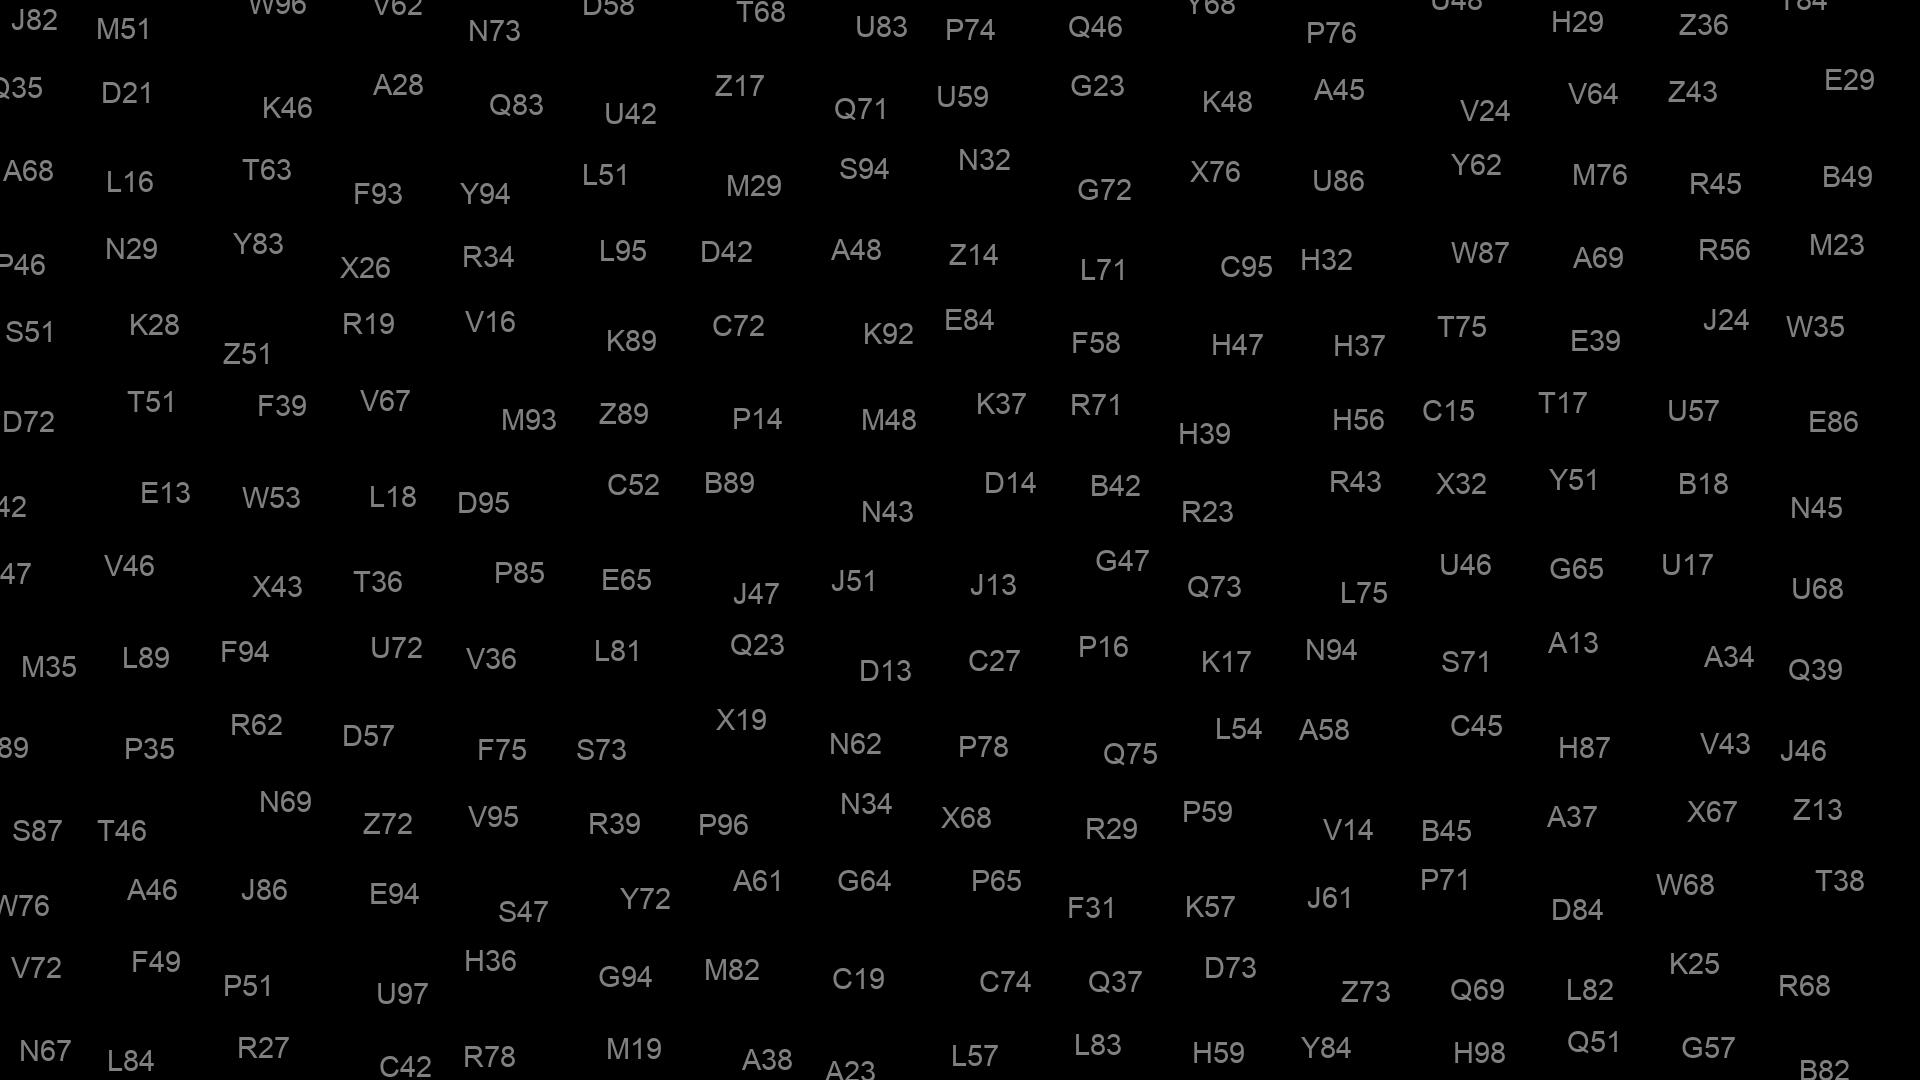 J82 M51 W96 V62 N73 D58 T68 U83 P74 Q46 Y68 P76 U48 H29 Z36 T84
Q35 D21 K46 A28 Q83 U42 Z17 Q71 U59 G23 K48 A45 V24 V64 Z43 E29
A68 L16 T63 F93 Y94 L51 M29 S94 N32 G72 X76 U86 Y62 M76 R45 B49
P46 N29 Y83 X26 R34 L95 D42 A48 Z14 L71 C95 H32 W87 A69 R56 M23
S51 K28 Z51 R19 V16 K89 C72 K92 E84 F58 H47 H37 T75 E39 J24 W35
D72 T51 F39 V67 M93 Z89 P14 M48 K37 R71 H39 H56 C15 T17 U57 E86
42 E13 W53 L18 D95 C52 B89 N43 D14 B42 R23 R43 X32 Y51 B18 N45
47 V46 X43 T36 P85 E65 J47 J51 J13 G47 Q73 L75 U46 G65 U17 U68
M35 L89 F94 U72 V36 L81 Q23 D13 C27 P16 K17 N94 S71 A13 A34 Q39
89 P35 R62 D57 F75 S73 X19 N62 P78 Q75 L54 A58 C45 H87 V43 J46
S87 T46 N69 Z72 V95 R39 P96 N34 X68 R29 P59 V14 B45 A37 X67 Z13
W76 A46 J86 E94 S47 Y72 A61 G64 P65 F31 K57 J61 P71 D84 W68 T38
V72 F49 P51 U97 H36 G94 M82 C19 C74 Q37 D73 Z73 Q69 L82 K25 R68
N67 L84 R27 C42 R78 M19 A38 A23 L57 L83 H59 Y84 H98 Q51 G57 B82